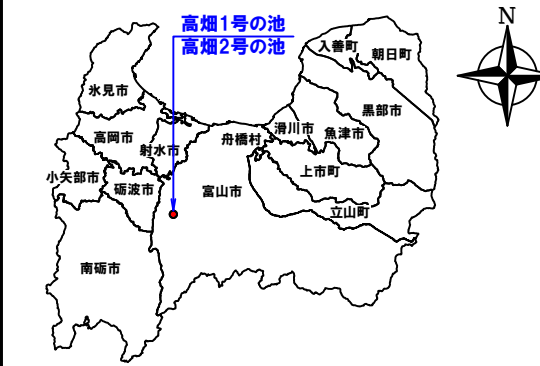 高畑1号の池
高畑2号の池
N
入善町
朝日町
氷見市
黒部市
滑川市
魚津市
高岡市
射水市
舟橋村
上市町
小矢部市
砺波市
富山市
立山町
南砺市